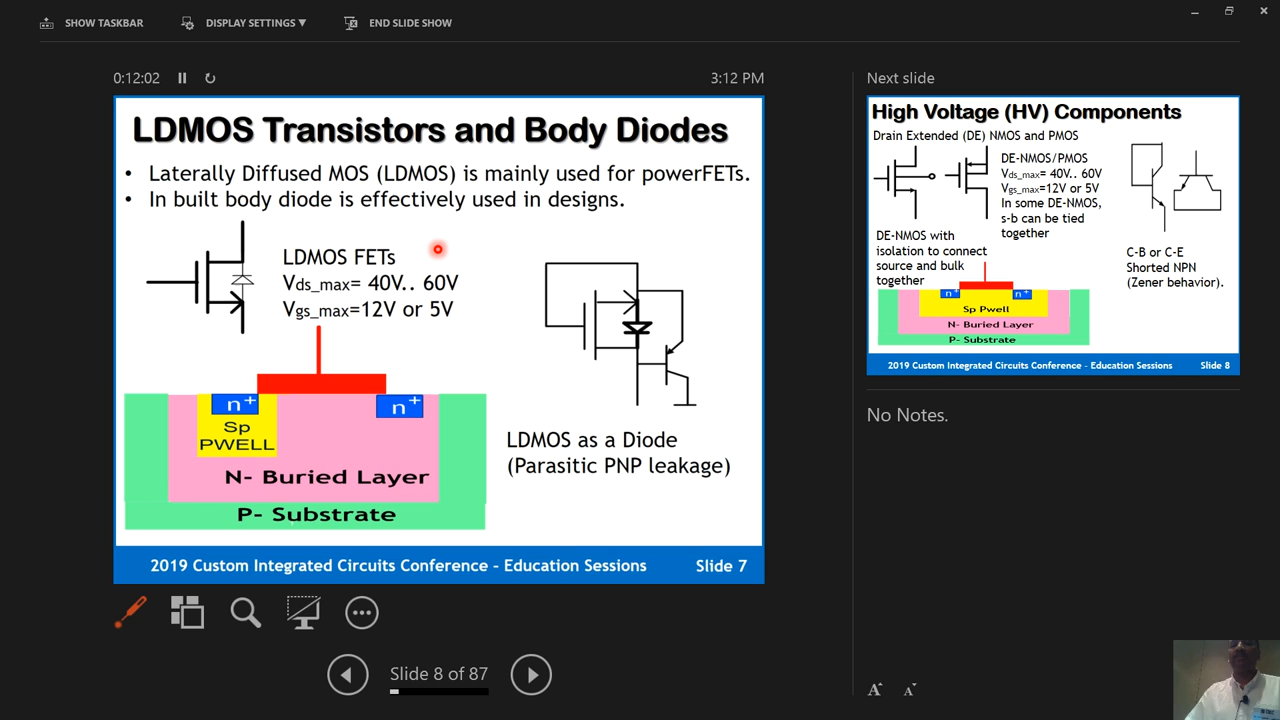 SHOW TASKBAR
DISPLAY SETTINGS ▼
END SLIDE SHOW
0:12:02
3:12 PM
LDMOS Transistors and Body Diodes
• Laterally Diffused MOS (LDMOS) is mainly used for powerFETs.
• In built body diode is effectively used in designs.
LDMOS FETs
Vds_max= 40V.. 60V
Vgs_max=12V or 5V
n+
n+
Sp
PWELL
N- Buried Layer
P- Substrate
LDMOS as a Diode
(Parasitic PNP leakage)
2019 Custom Integrated Circuits Conference - Education Sessions
Slide 7
Slide 8 of 87
Next slide
High Voltage (HV) Components
Drain Extended (DE) NMOS and PMOS
DE-NMOS/PMOS
Vds_max= 40V.. 60V
Vgs_max=12V or 5V
In some DE-NMOS,
s-b can be tied
together
DE-NMOS with
isolation to connect
source and bulk
together
C-B or C-E
Shorted NPN
(Zener behavior).
n+
n+
Sp Pwell
N- Buried Layer
P- Substrate
2019 Custom Integrated Circuits Conference - Education Sessions
Slide 8
No Notes.
A
A